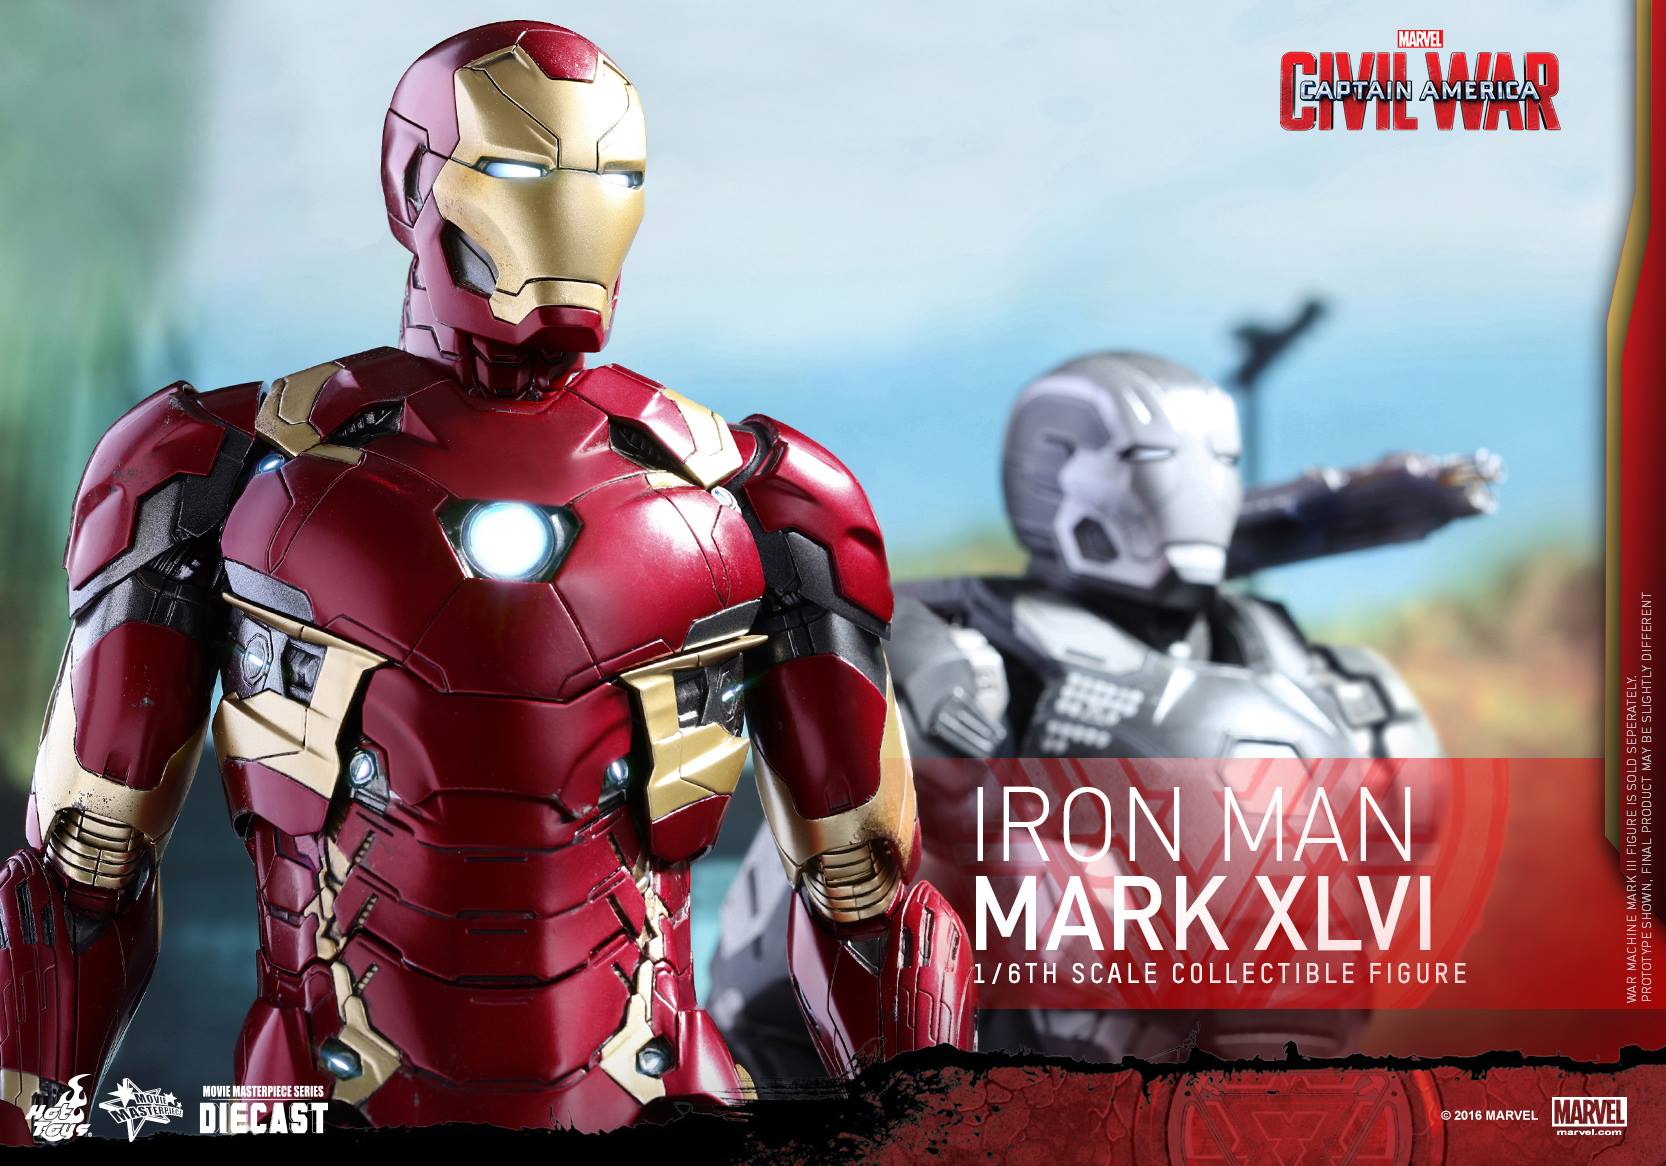 MARVEL
CIVIL WAR
CAPTAIN AMERICA
IRON MAN
MARK XLVI
1/6TH SCALE COLLECTIBLE FIGURE
WAR MACHINE MARK III FIGURE IS SOLD SEPERATELY.
PROTOTYPE SHOWN, FINAL PRODUCT MAY BE SLIGHTLY DIFFERENT
Hot
Toys.
MOVIE
MASTERPIECE
MOVIE MASTERPIECE SERIES
DIECAST
© 2016 MARVEL
MARVEL
marvel.com